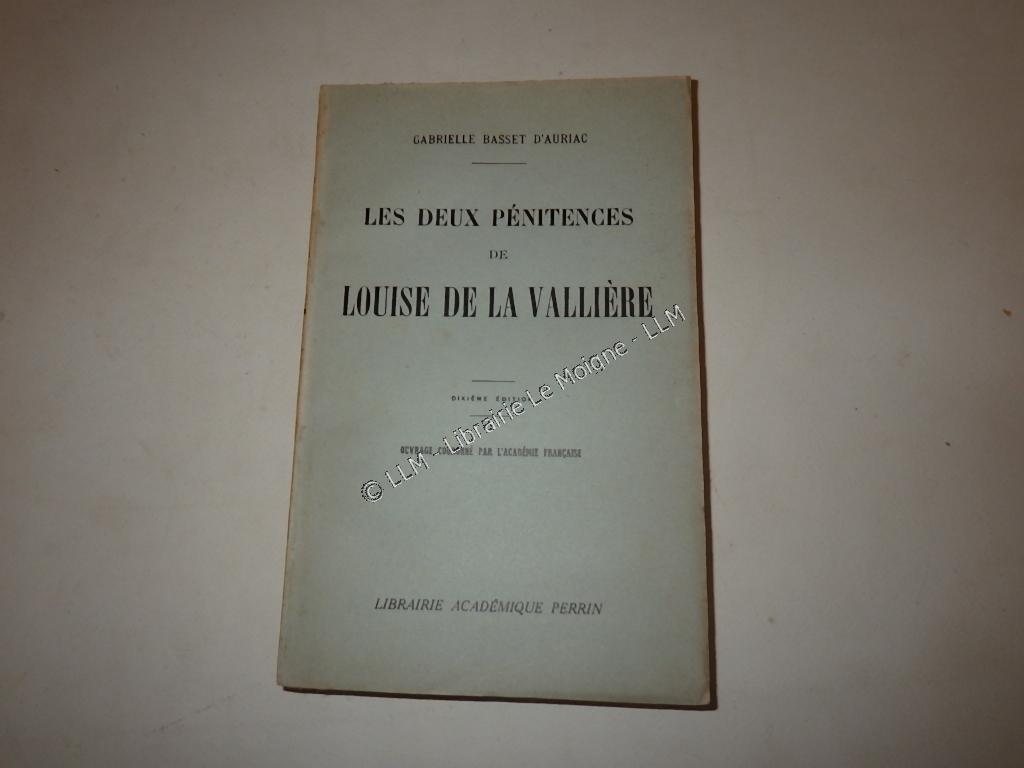 GABRIELLE BASSET D'AURIAC
LES DEUX PÉNITENCES
DE
LOUISE DE LA VALLIÈRE
DIXIÈME ÉDITION
OUVRAGE COURONNÉ PAR L'ACADÉMIE FRANÇAISE
LIBRAIRIE ACADÉMIQUE PERRIN
© LLM - Librairie Le Moigne - LLM